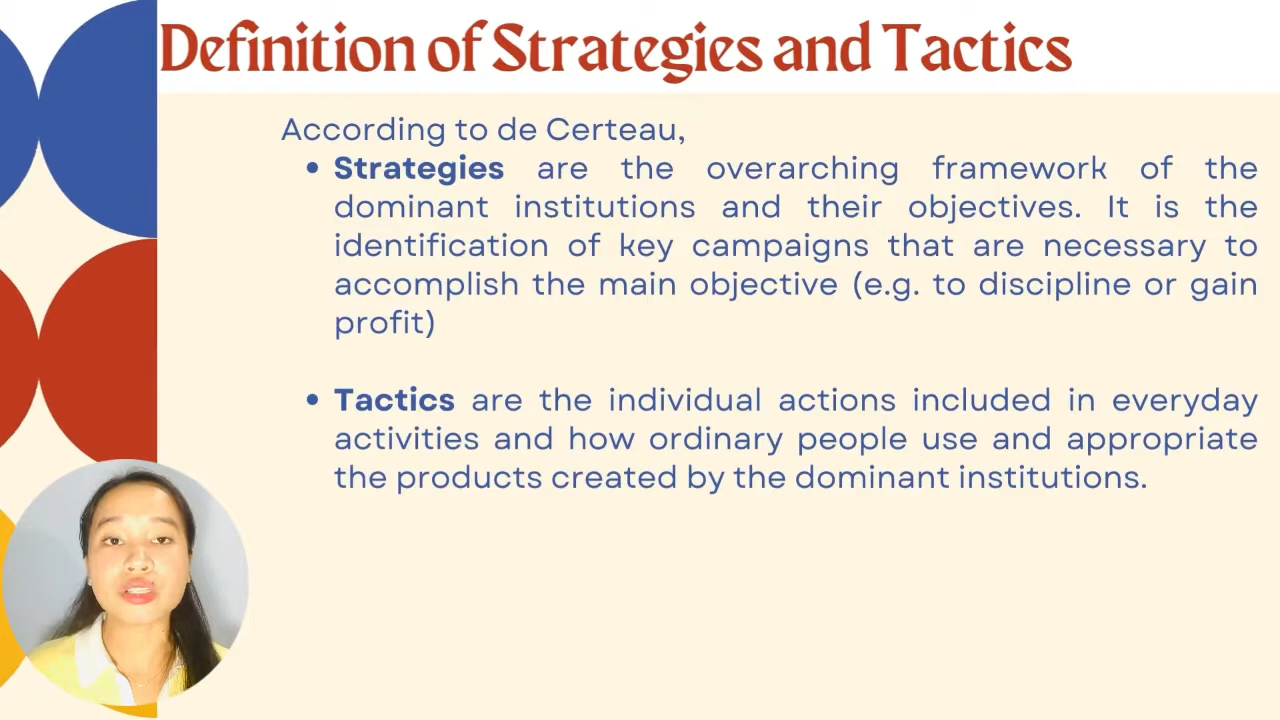 Definition of Strategies and Tactics
According to de Certeau,
• Strategies are the overarching framework of the
dominant institutions and their objectives. It is the
identification of key campaigns that are necessary to
accomplish the main objective (e.g. to discipline or gain
profit)
• Tactics are the individual actions included in everyday
activities and how ordinary people use and appropriate
the products created by the dominant institutions.